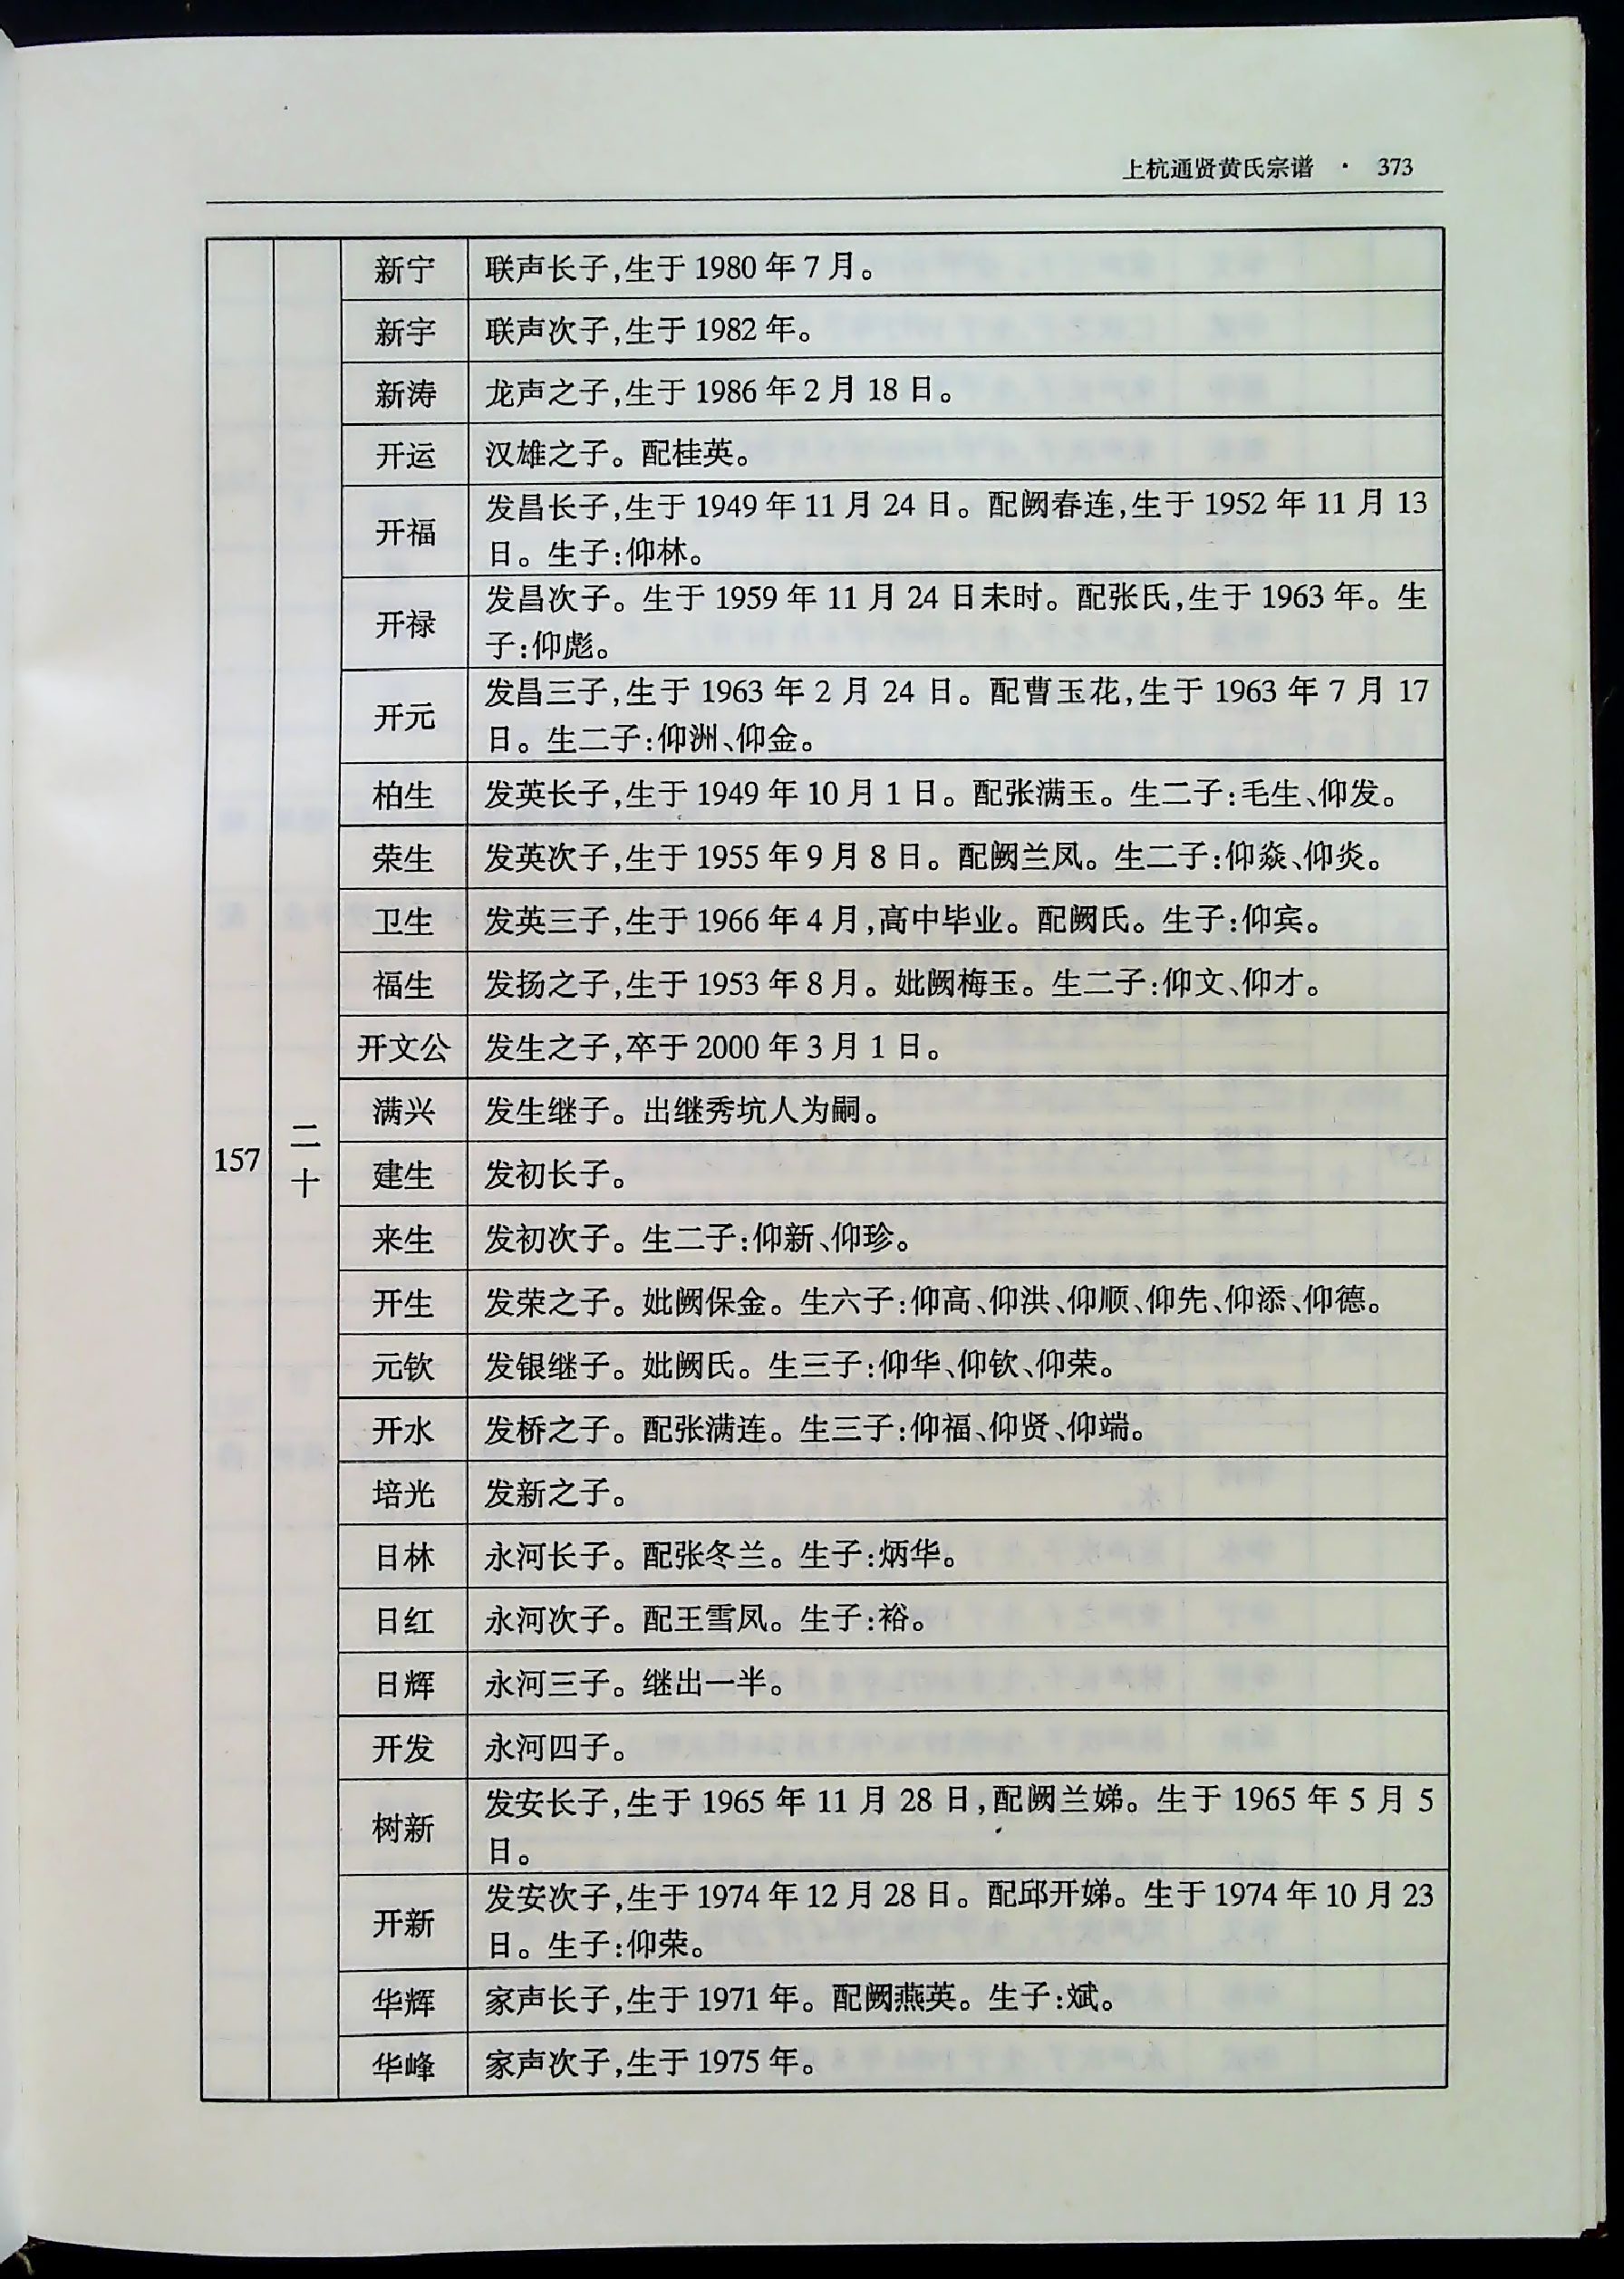 上杭通贤黄氏宗谱 · 373
157
二十
新宁 联声长子,生于 1980 年 7 月。
新宇 联声次子,生于 1982 年。
新涛 龙声之子,生于 1986 年 2 月 18 日。
开运 汉雄之子。配桂英。
开福 发昌长子,生于 1949 年 11 月 24 日。配阙春连,生于 1952 年 11 月 13
日。生子:仰林。
开禄 发昌次子。生于 1959 年 11 月 24 日未时。配张氏,生于 1963 年。生
子:仰彪。
开元 发昌三子,生于 1963 年 2 月 24 日。配曹玉花,生于 1963 年 7 月 17
日。生二子:仰洲、仰金。
柏生 发英长子,生于 1949 年 10 月 1 日。配张满玉。生二子:毛生、仰发。
荣生 发英次子,生于 1955 年 9 月 8 日。配阙兰凤。生二子:仰焱、仰炎。
卫生 发英三子,生于 1966 年 4 月,高中毕业。配阙氏。生子:仰宾。
福生 发扬之子,生于 1953 年 8 月。妣阙梅玉。生二子:仰文、仰才。
开文公 发生之子,卒于 2000 年 3 月 1 日。
满兴 发生继子。出继秀坑人为嗣。
建生 发初长子。
来生 发初次子。生二子:仰新、仰珍。
开生 发荣之子。妣阙保金。生六子:仰高、仰洪、仰顺、仰先、仰添、仰德。
元钦 发银继子。妣阙氏。生三子:仰华、仰钦、仰荣。
开水 发桥之子。配张满连。生三子:仰福、仰贤、仰端。
培光 发新之子。
日林 永河长子。配张冬兰。生子:炳华。
日红 永河次子。配王雪凤。生子:裕。
日辉 永河三子。继出一半。
开发 永河四子。
树新 发安长子,生于 1965 年 11 月 28 日,配阙兰娣。生于 1965 年 5 月 5
日。
开新 发安次子,生于 1974 年 12 月 28 日。配邱开娣。生于 1974 年 10 月 23
日。生子:仰荣。
华辉 家声长子,生于 1971 年。配阙燕英。生子:斌。
华峰 家声次子,生于 1975 年。